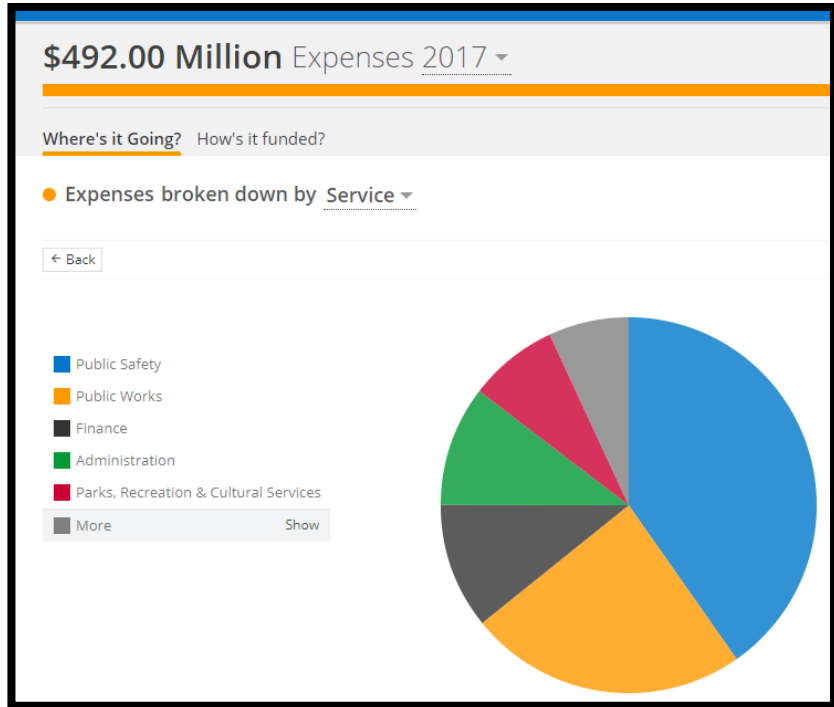 $492.00 Million Expenses 2017
Where's it Going? How's it funded?
Expenses broken down by Service
← Back
Public Safety
Public Works
Finance
Administration
Parks, Recreation & Cultural Services
More Show